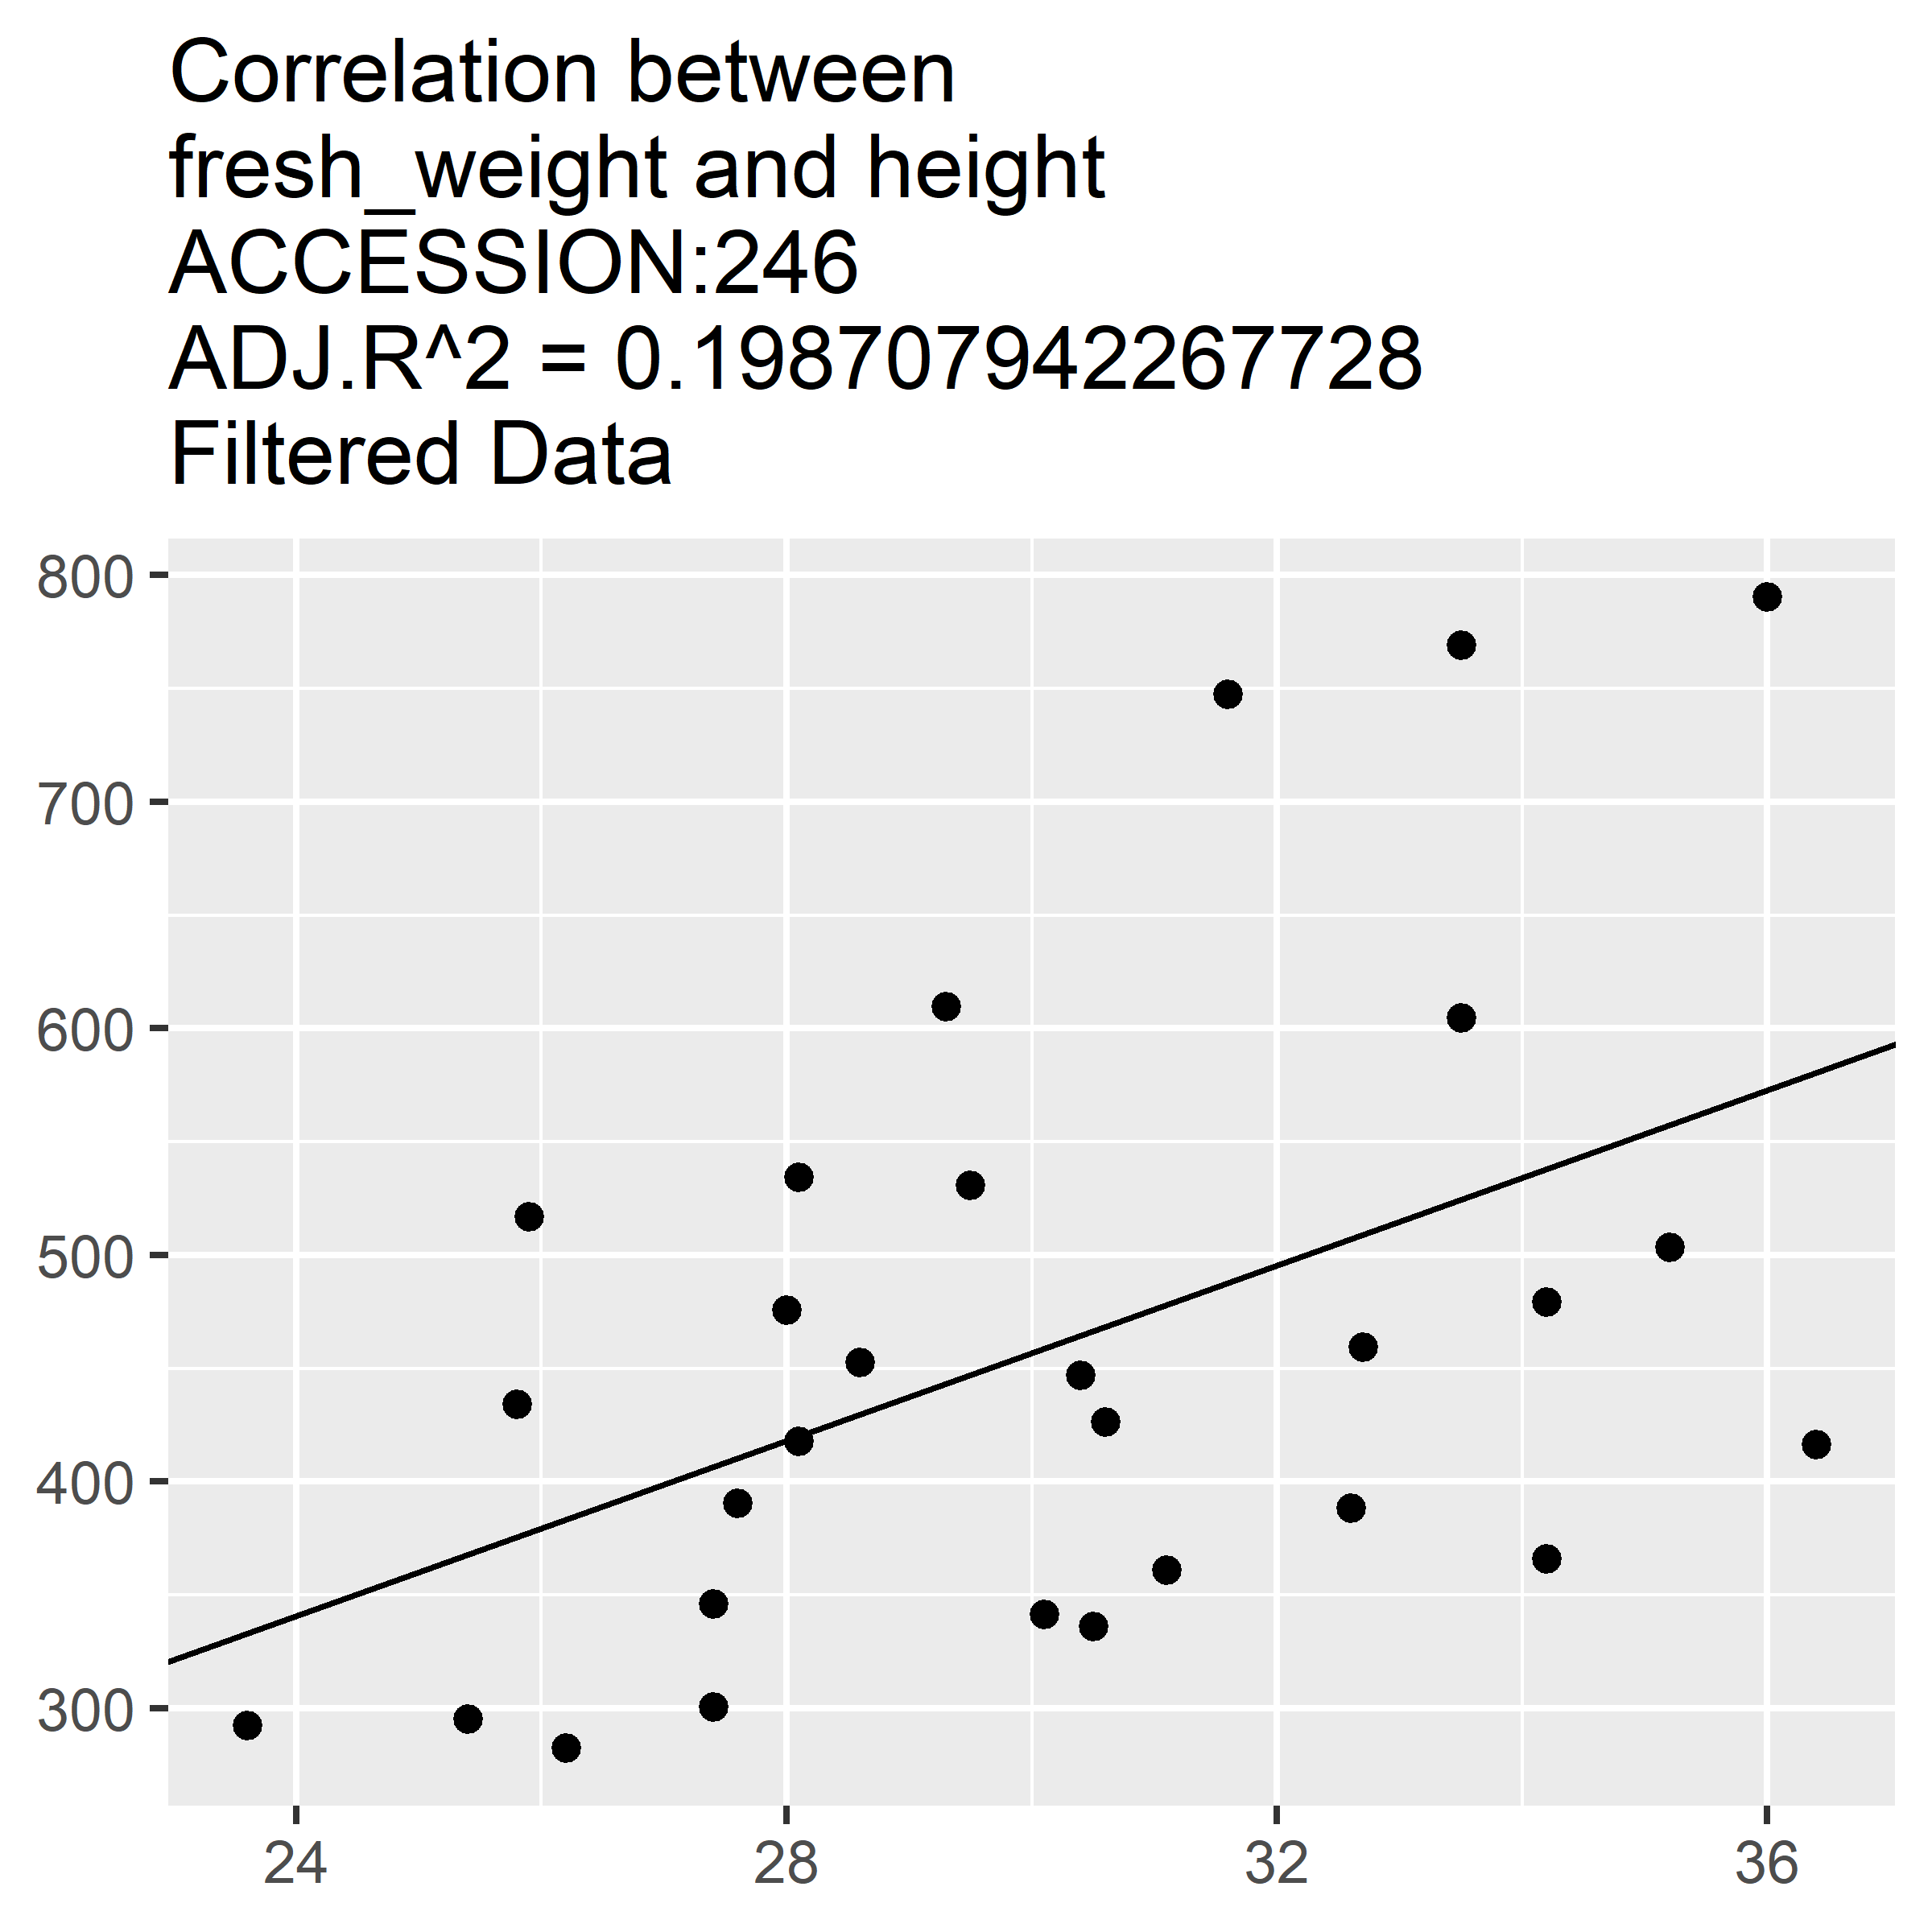 Correlation between
fresh_weight and height
ACCESSION:246
ADJ.R^2 = 0.198707942267728
Filtered Data
800
700
600
500
400
300
24 28 32 36